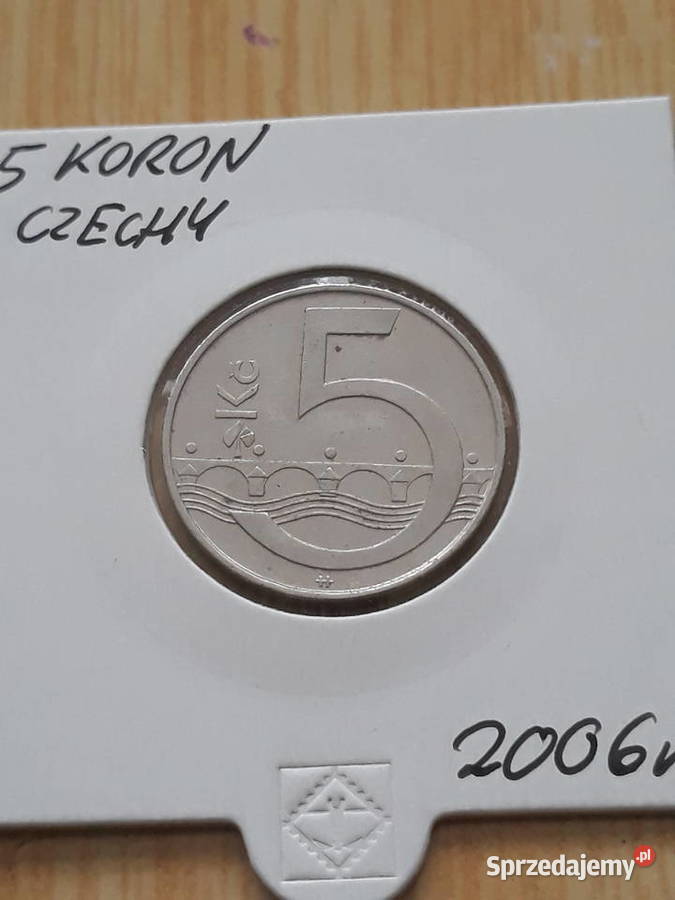 5 KORON
CZECHY
5
Kč
2006r
Sprzedajemy.pl